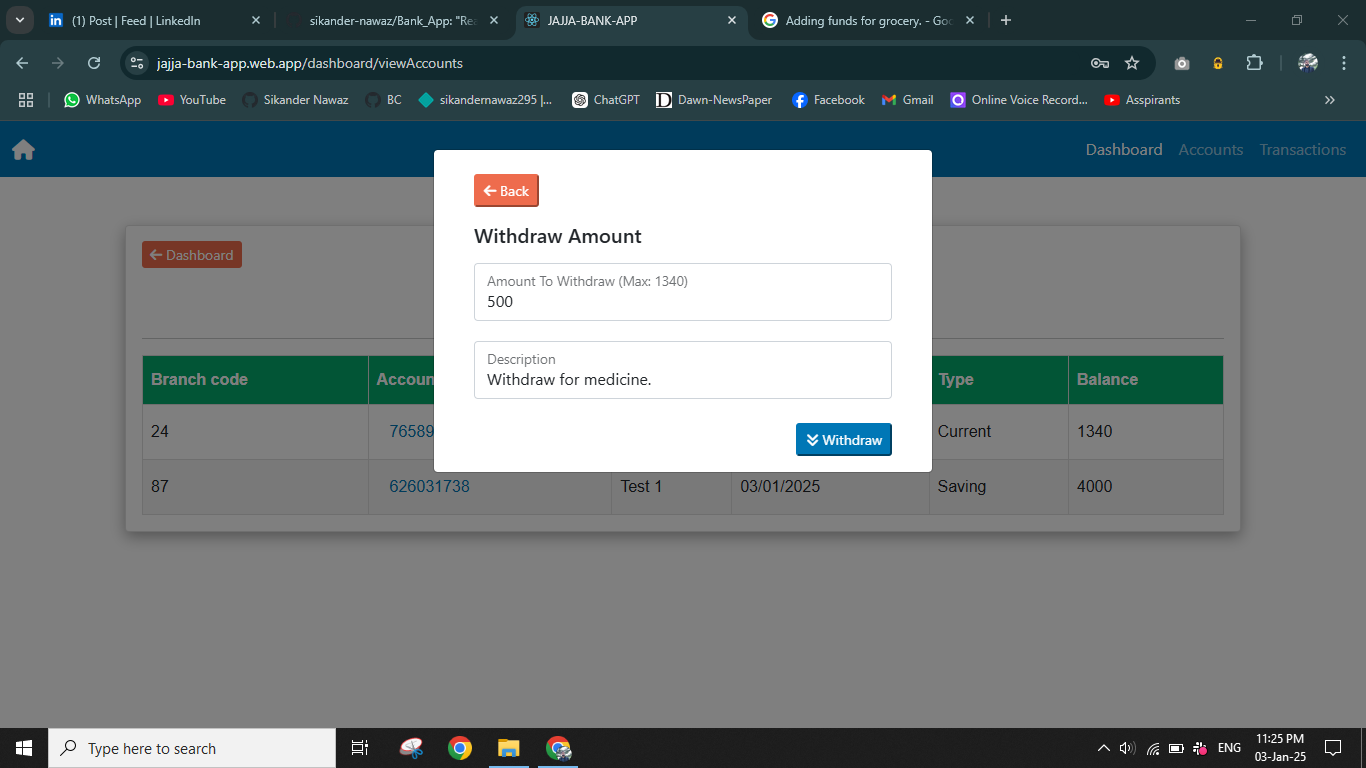 (1) Post | Feed | LinkedIn
sikander-nawaz/Bank_App: "Rea
JAJJA-BANK-APP
Adding funds for grocery. - Goo
jajja-bank-app.web.app/dashboard/viewAccounts
WhatsApp
YouTube
Sikander Nawaz
BC
sikandernawaz295 |...
ChatGPT
Dawn-NewsPaper
Facebook
Gmail
Online Voice Record...
Asspirants
Dashboard
Accounts
Transactions
Back
Withdraw Amount
Dashboard
Amount To Withdraw (Max: 1340)
500
Description
Withdraw for medicine.
Withdraw
Branch code
Accoun
Type
Balance
24
76589
Current
1340
87
626031738
Test 1
03/01/2025
Saving
4000
Type here to search
ENG
11:25 PM
03-Jan-25